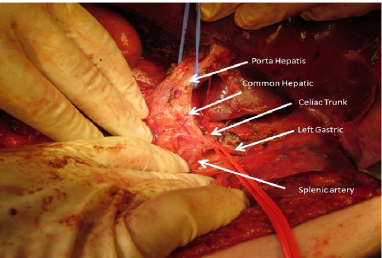 Porta Hepatis
Common Hepatic
Celiac Trunk
Left Gastric
Splenic artery